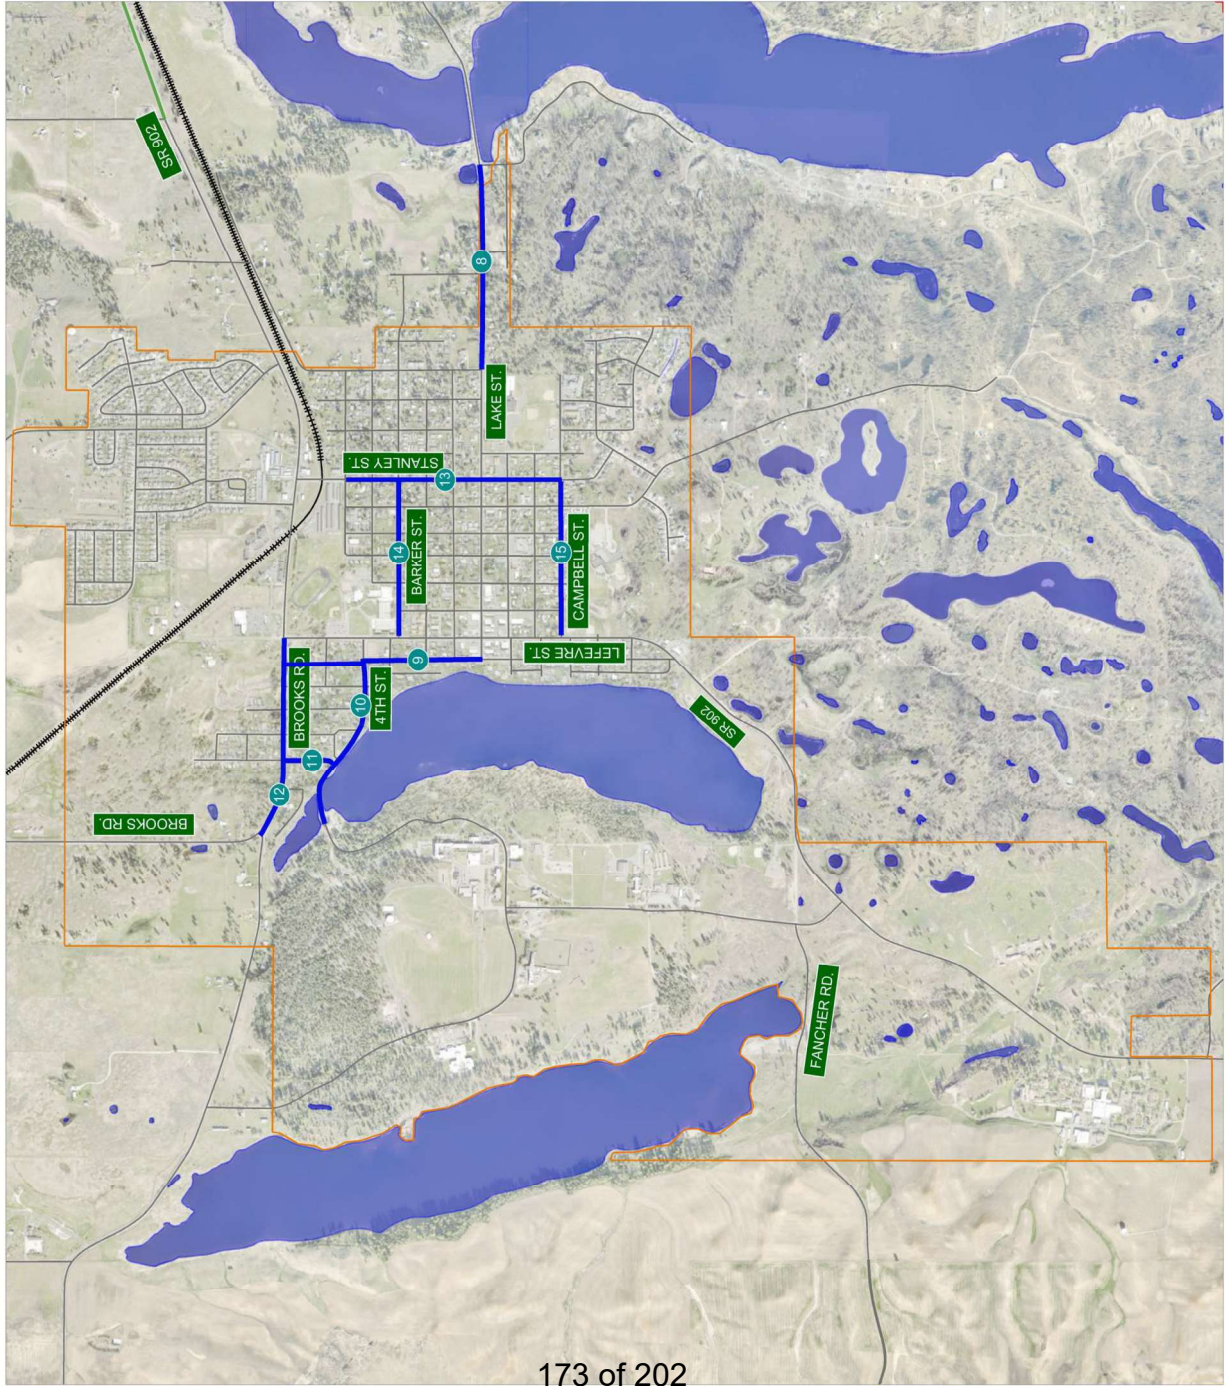 SR 902
8
LAKE ST.
STANLEY ST.
13
BARKER ST.
14
15
CAMPBELL ST.
LEFEVRE ST.
9
BROOKS RD.
4TH ST.
10
SR 902
11
12
BROOKS RD.
FANCHER RD.
173 of 202